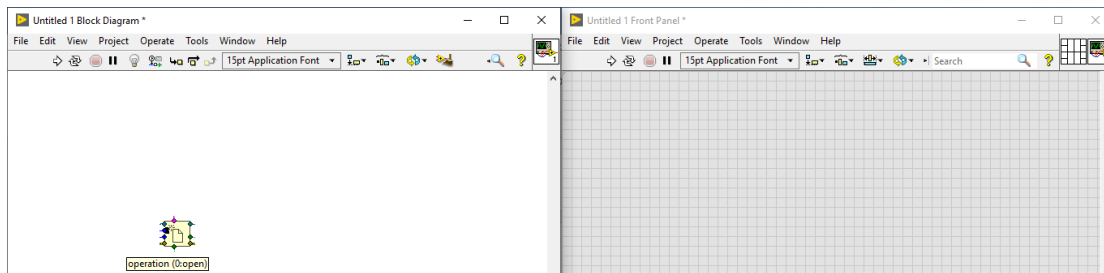 Untitled 1 Block Diagram *
File Edit View Project Operate Tools Window Help
15pt Application Font
1
operation (0:open)
Untitled 1 Front Panel *
File Edit View Project Operate Tools Window Help
15pt Application Font
Search